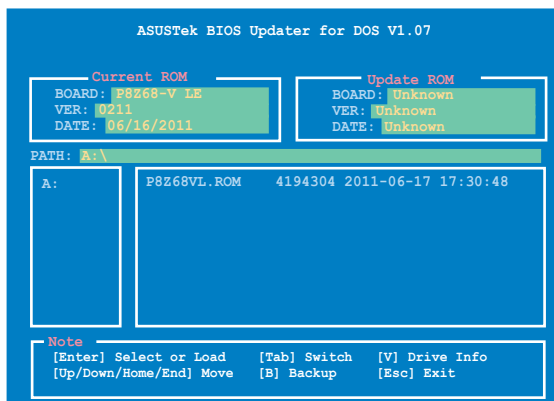 ASUSTek BIOS Updater for DOS V1.07
Current ROM
BOARD: P8Z68-V LE
VER: 0211
DATE: 06/16/2011
Update ROM
BOARD: Unknown
VER: Unknown
DATE: Unknown
PATH: A:\
A:
P8Z68VL.ROM 4194304 2011-06-17 17:30:48
Note
[Enter] Select or Load [Tab] Switch [V] Drive Info
[Up/Down/Home/End] Move [B] Backup [Esc] Exit